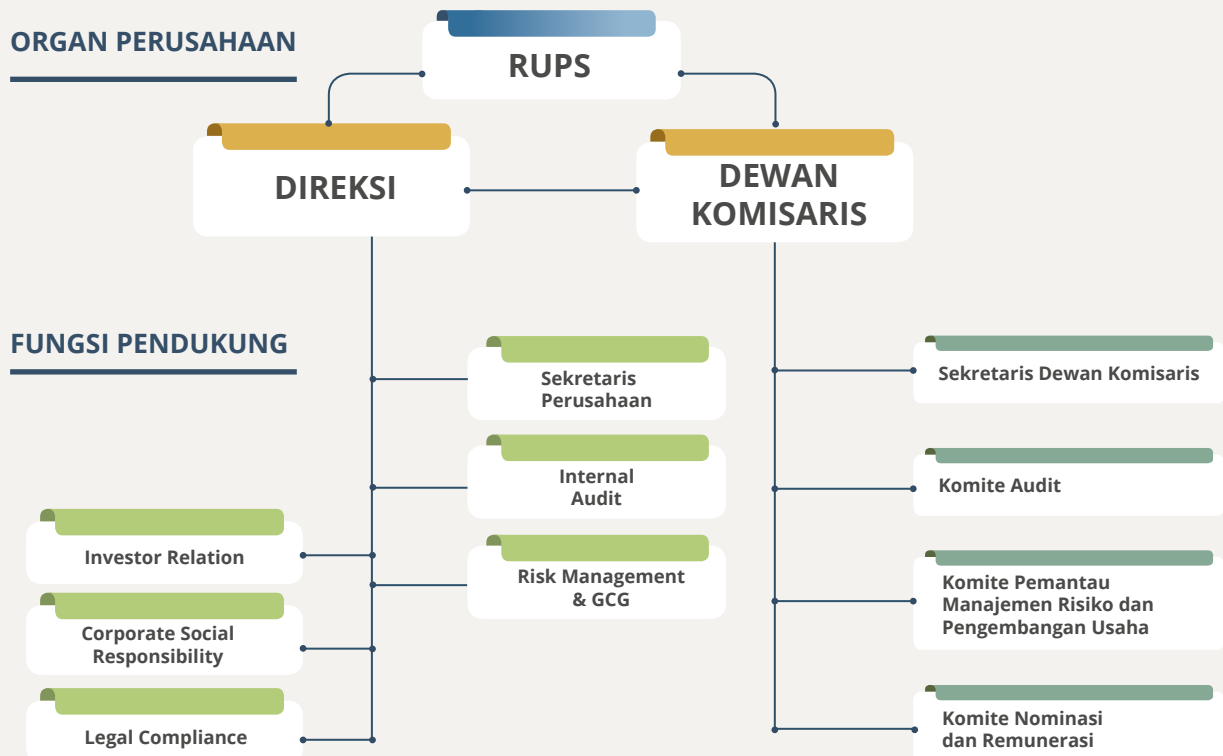 ORGAN PERUSAHAAN
RUPS
DIREKSI
DEWAN
KOMISARIS
FUNGSI PENDUKUNG
Sekretaris
Perusahaan
Internal
Audit
Risk Management
& GCG
Investor Relation
Corporate Social
Responsibility
Legal Compliance
Sekretaris Dewan Komisaris
Komite Audit
Komite Pemantau
Manajemen Risiko dan
Pengembangan Usaha
Komite Nominasi
dan Remunerasi